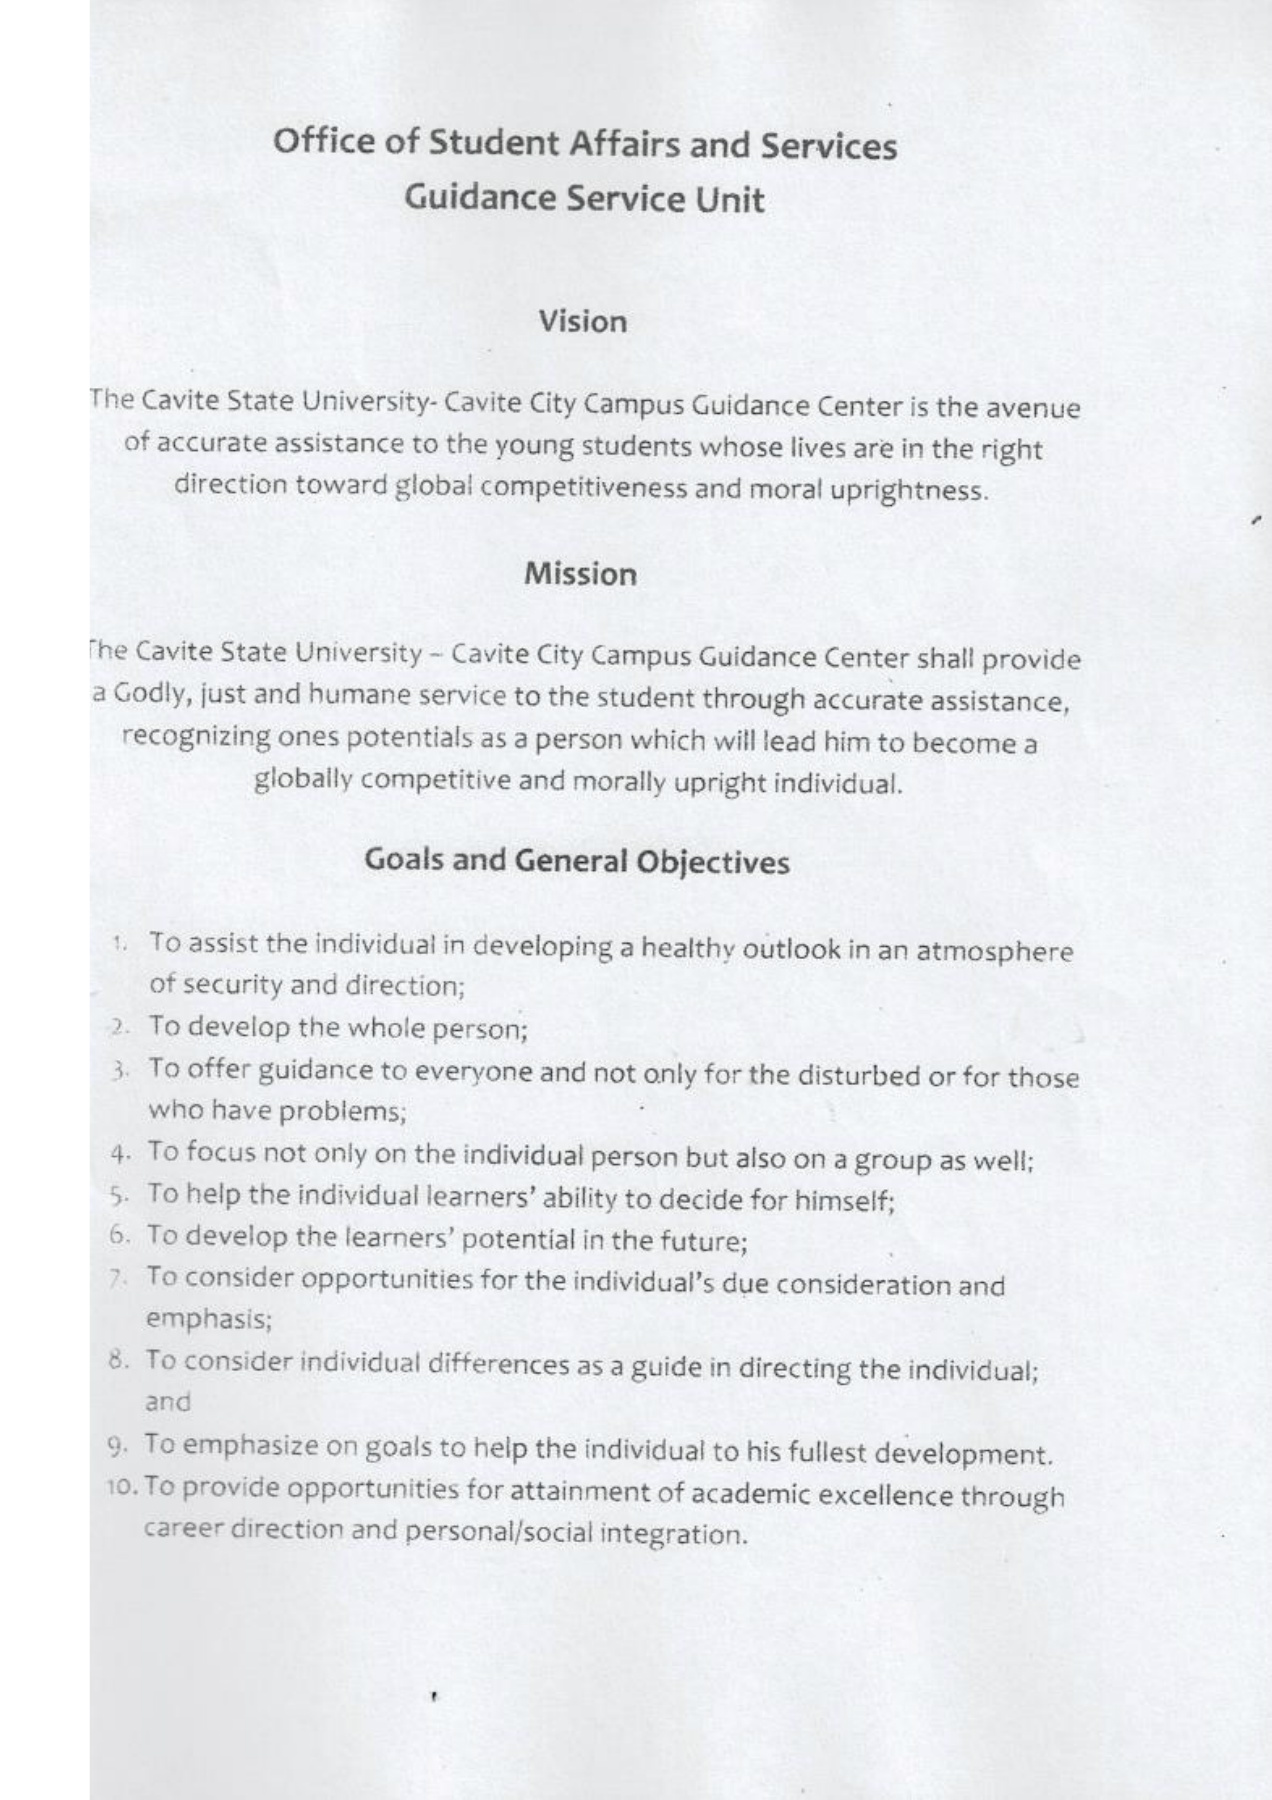 Office of Student Affairs and Services
Guidance Service Unit
Vision
The Cavite State University- Cavite City Campus Guidance Center is the avenue
of accurate assistance to the young students whose lives are in the right
direction toward global competitiveness and moral uprightness.
Mission
The Cavite State University – Cavite City Campus Guidance Center shall provide
a Godly, just and humane service to the student through accurate assistance,
recognizing ones potentials as a person which will lead him to become a
globally competitive and morally upright individual.
Goals and General Objectives
1. To assist the individual in developing a healthy outlook in an atmosphere
of security and direction;
2. To develop the whole person;
3. To offer guidance to everyone and not only for the disturbed or for those
who have problems;
4. To focus not only on the individual person but also on a group as well;
5. To help the individual learners’ ability to decide for himself;
6. To develop the learners’ potential in the future;
7. To consider opportunities for the individual’s due consideration and
emphasis;
8. To consider individual differences as a guide in directing the individual;
and
9. To emphasize on goals to help the individual to his fullest development.
10. To provide opportunities for attainment of academic excellence through
career direction and personal/social integration.